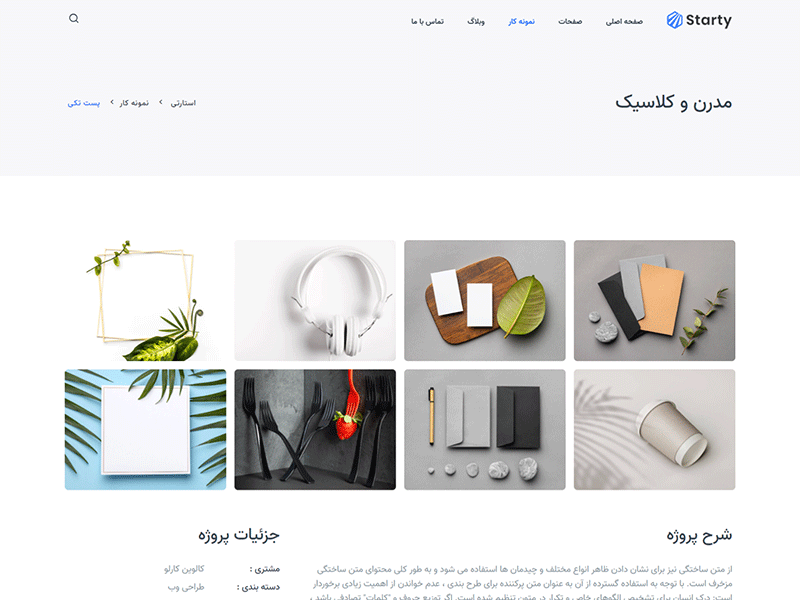 Starty
صفحه اصلی
صفحات
نمونه کار
وبلاگ
تماس با ما
مدرن و کلاسیک
استارتی > نمونه کار > پست تکی
شرح پروژه
از متن ساختگی نیز برای نشان دادن ظاهر انواع مختلف و چیدمان ها استفاده می شود و به طور کلی محتوای متن ساختگی
مزخرف است. با توجه به استفاده گسترده از آن به عنوان متن پرکننده برای طرح بندی ، عدم خواندن از اهمیت زیادی برخوردار
است: درک انسان برای تشخیص الگوهای خاص و تکرار در متون تنظیم شده است. اگر توزیع حروف و "کلمات" تصادفی باشد ،
جزئیات پروژه
مشتری : کالوین کارلو
دسته بندی : طراحی وب